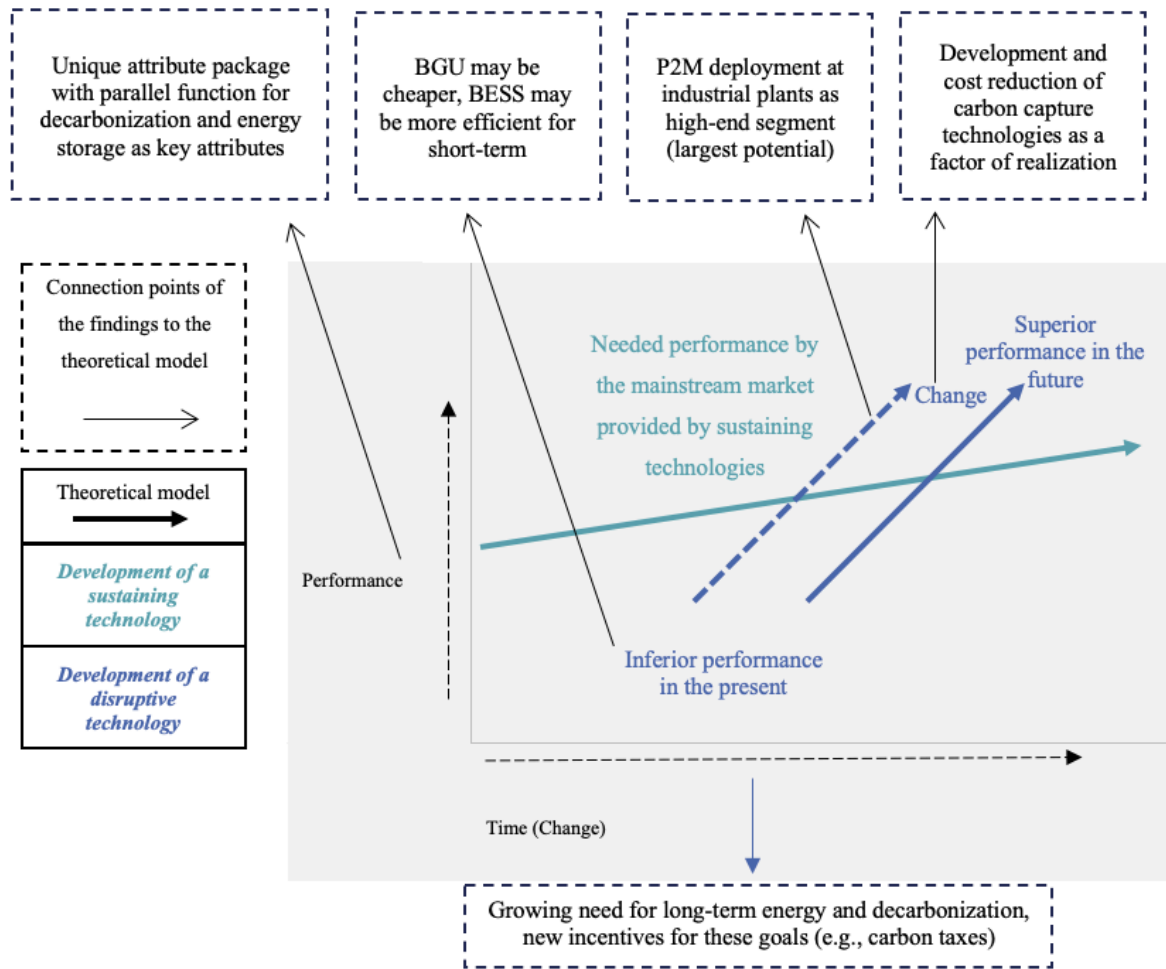 Unique attribute package
with parallel function for
decarbonization and energy
storage as key attributes
BGU may be
cheaper, BESS may
be more efficient for
short-term
P2M deployment at
industrial plants as
high-end segment
(largest potential)
Development and
cost reduction of
carbon capture
technologies as a
factor of realization
Connection points of
the findings to the
theoretical model
Theoretical model
Development of a
sustaining
technology
Development of a
disruptive
technology
Needed performance by
the mainstream market
provided by sustaining
technologies
Superior
performance in the
future
Change
Performance
Inferior performance
in the present
Time (Change)
Growing need for long-term energy and decarbonization,
new incentives for these goals (e.g., carbon taxes)